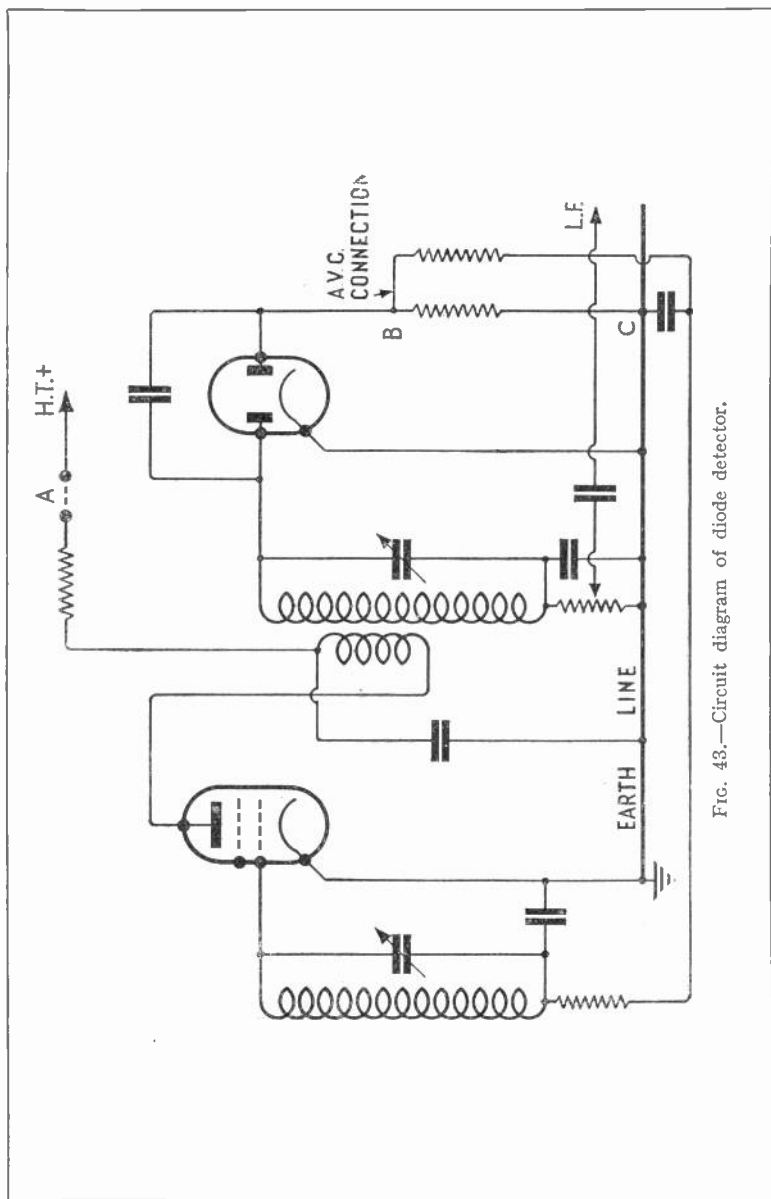 H.T.+
A
A.V.C.
CONNECTION
B
L.F.
C
EARTH LINE
FIG. 43.—Circuit diagram of diode detector.